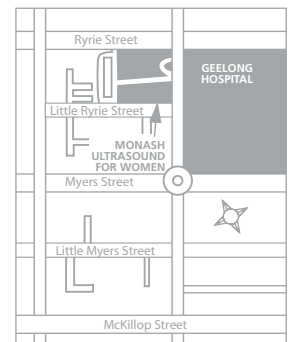 Ryrie Street
GEELONG
HOSPITAL
Little Ryrie Street
MONASH
ULTRASOUND
FOR WOMEN
Myers Street
Little Myers Street
McKillop Street